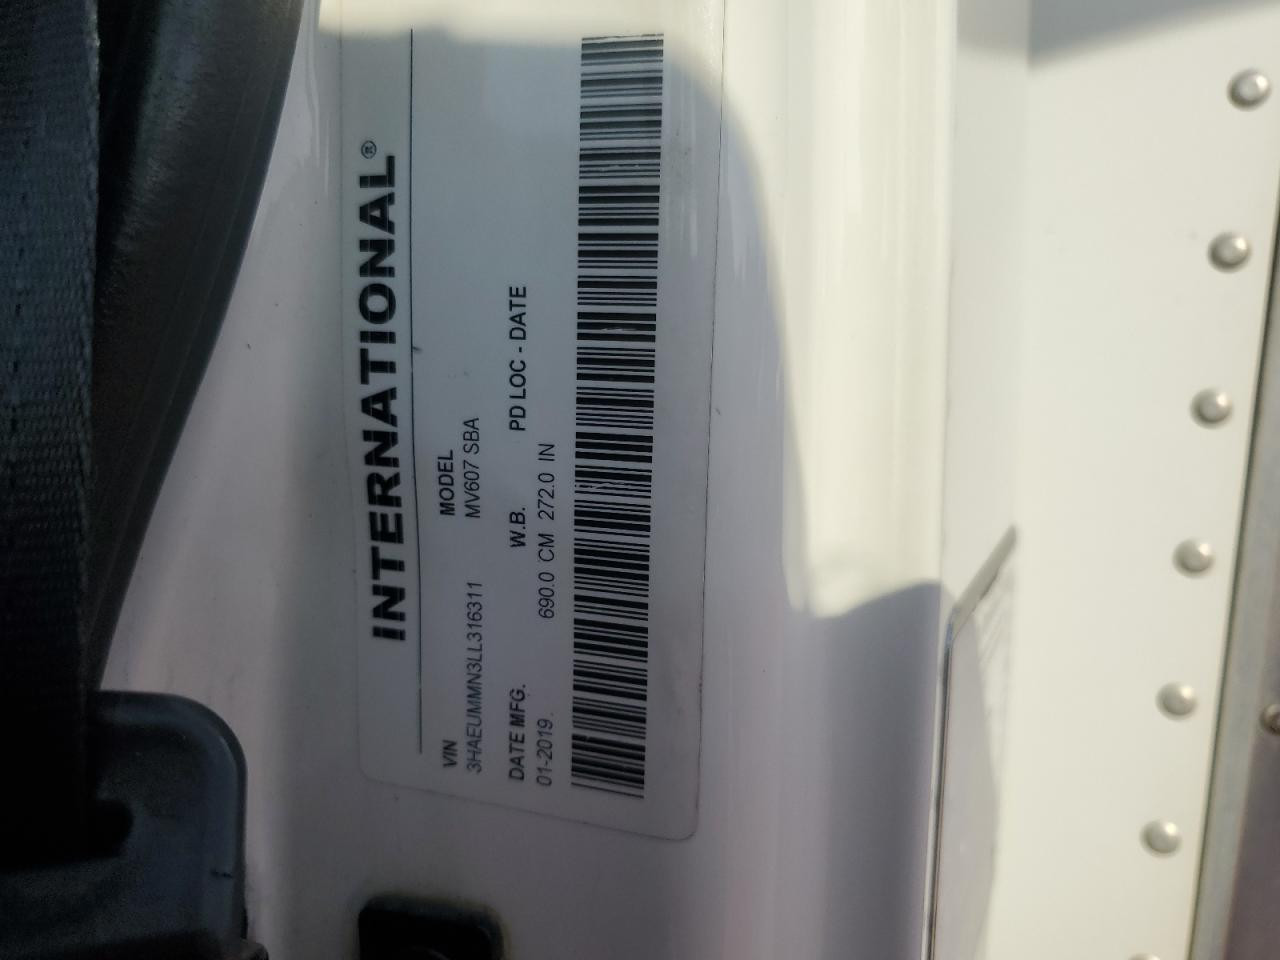 INTERNATIONAL®
VIN MODEL
3HAEUMMN3LL316311 MV607 SBA
DATE MFG. W.B. PD LOC - DATE
01-2019 690.0 CM 272.0 IN